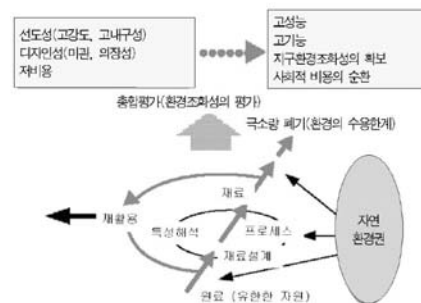 선도성(고강도, 고내구성)
디자인성(미관, 의장성)
저비용
고성능
고기능
지구환경조화성의 확보
사회적 비용의 순환
종합평가(환경조화성의 평가)
극소량 폐기(환경의 수용한계)
재료
재활용
특성해석
프로세스
재료설계
자연
환경권
원료 (유한한 자원)